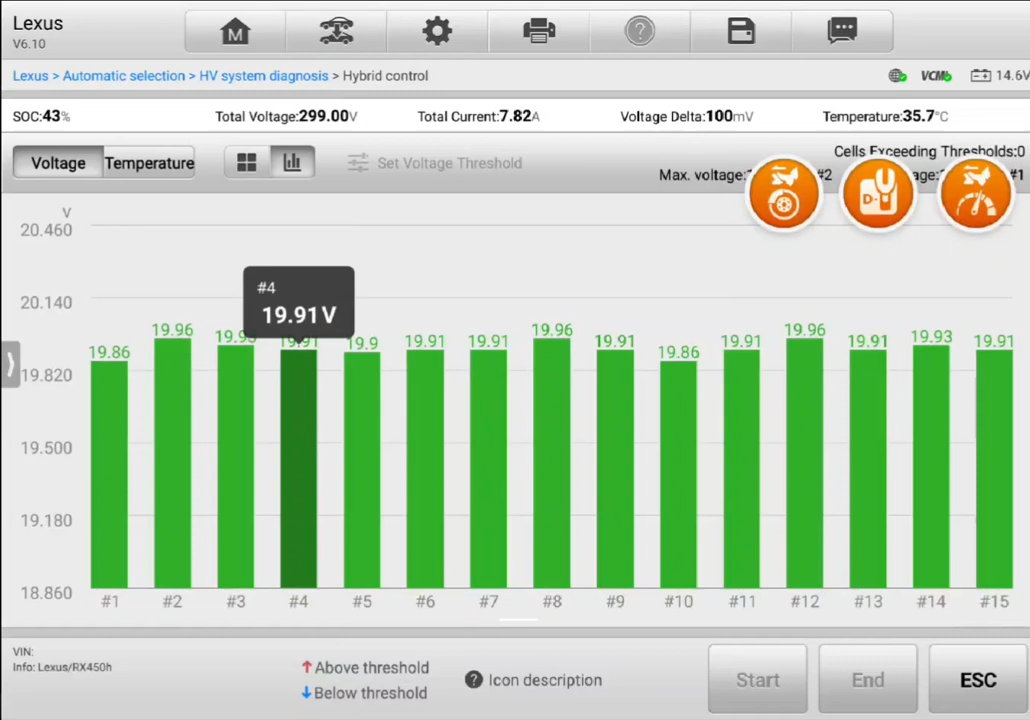 Lexus
V6.10
M
?
VCM
14.6V
Lexus > Automatic selection > HV system diagnosis > Hybrid control
SOC:43% Total Voltage:299.00V Total Current:7.82A Voltage Delta:100mV Temperature:35.7°C
Voltage Temperature Set Voltage Threshold
Cells Exceeding Thresholds:0
Max. voltage: #2 #1
D-
V
20.460
20.140
19.820
19.500
19.180
18.860
#4
19.91V
19.86 19.96 19.91 19.9 19.91 19.91 19.96 19.91 19.86 19.91 19.96 19.91 19.93 19.91
#1 #2 #3 #4 #5 #6 #7 #8 #9 #10 #11 #12 #13 #14 #15
VIN:
Info: Lexus/RX450h
Above threshold
Below threshold
? Icon description
Start End ESC